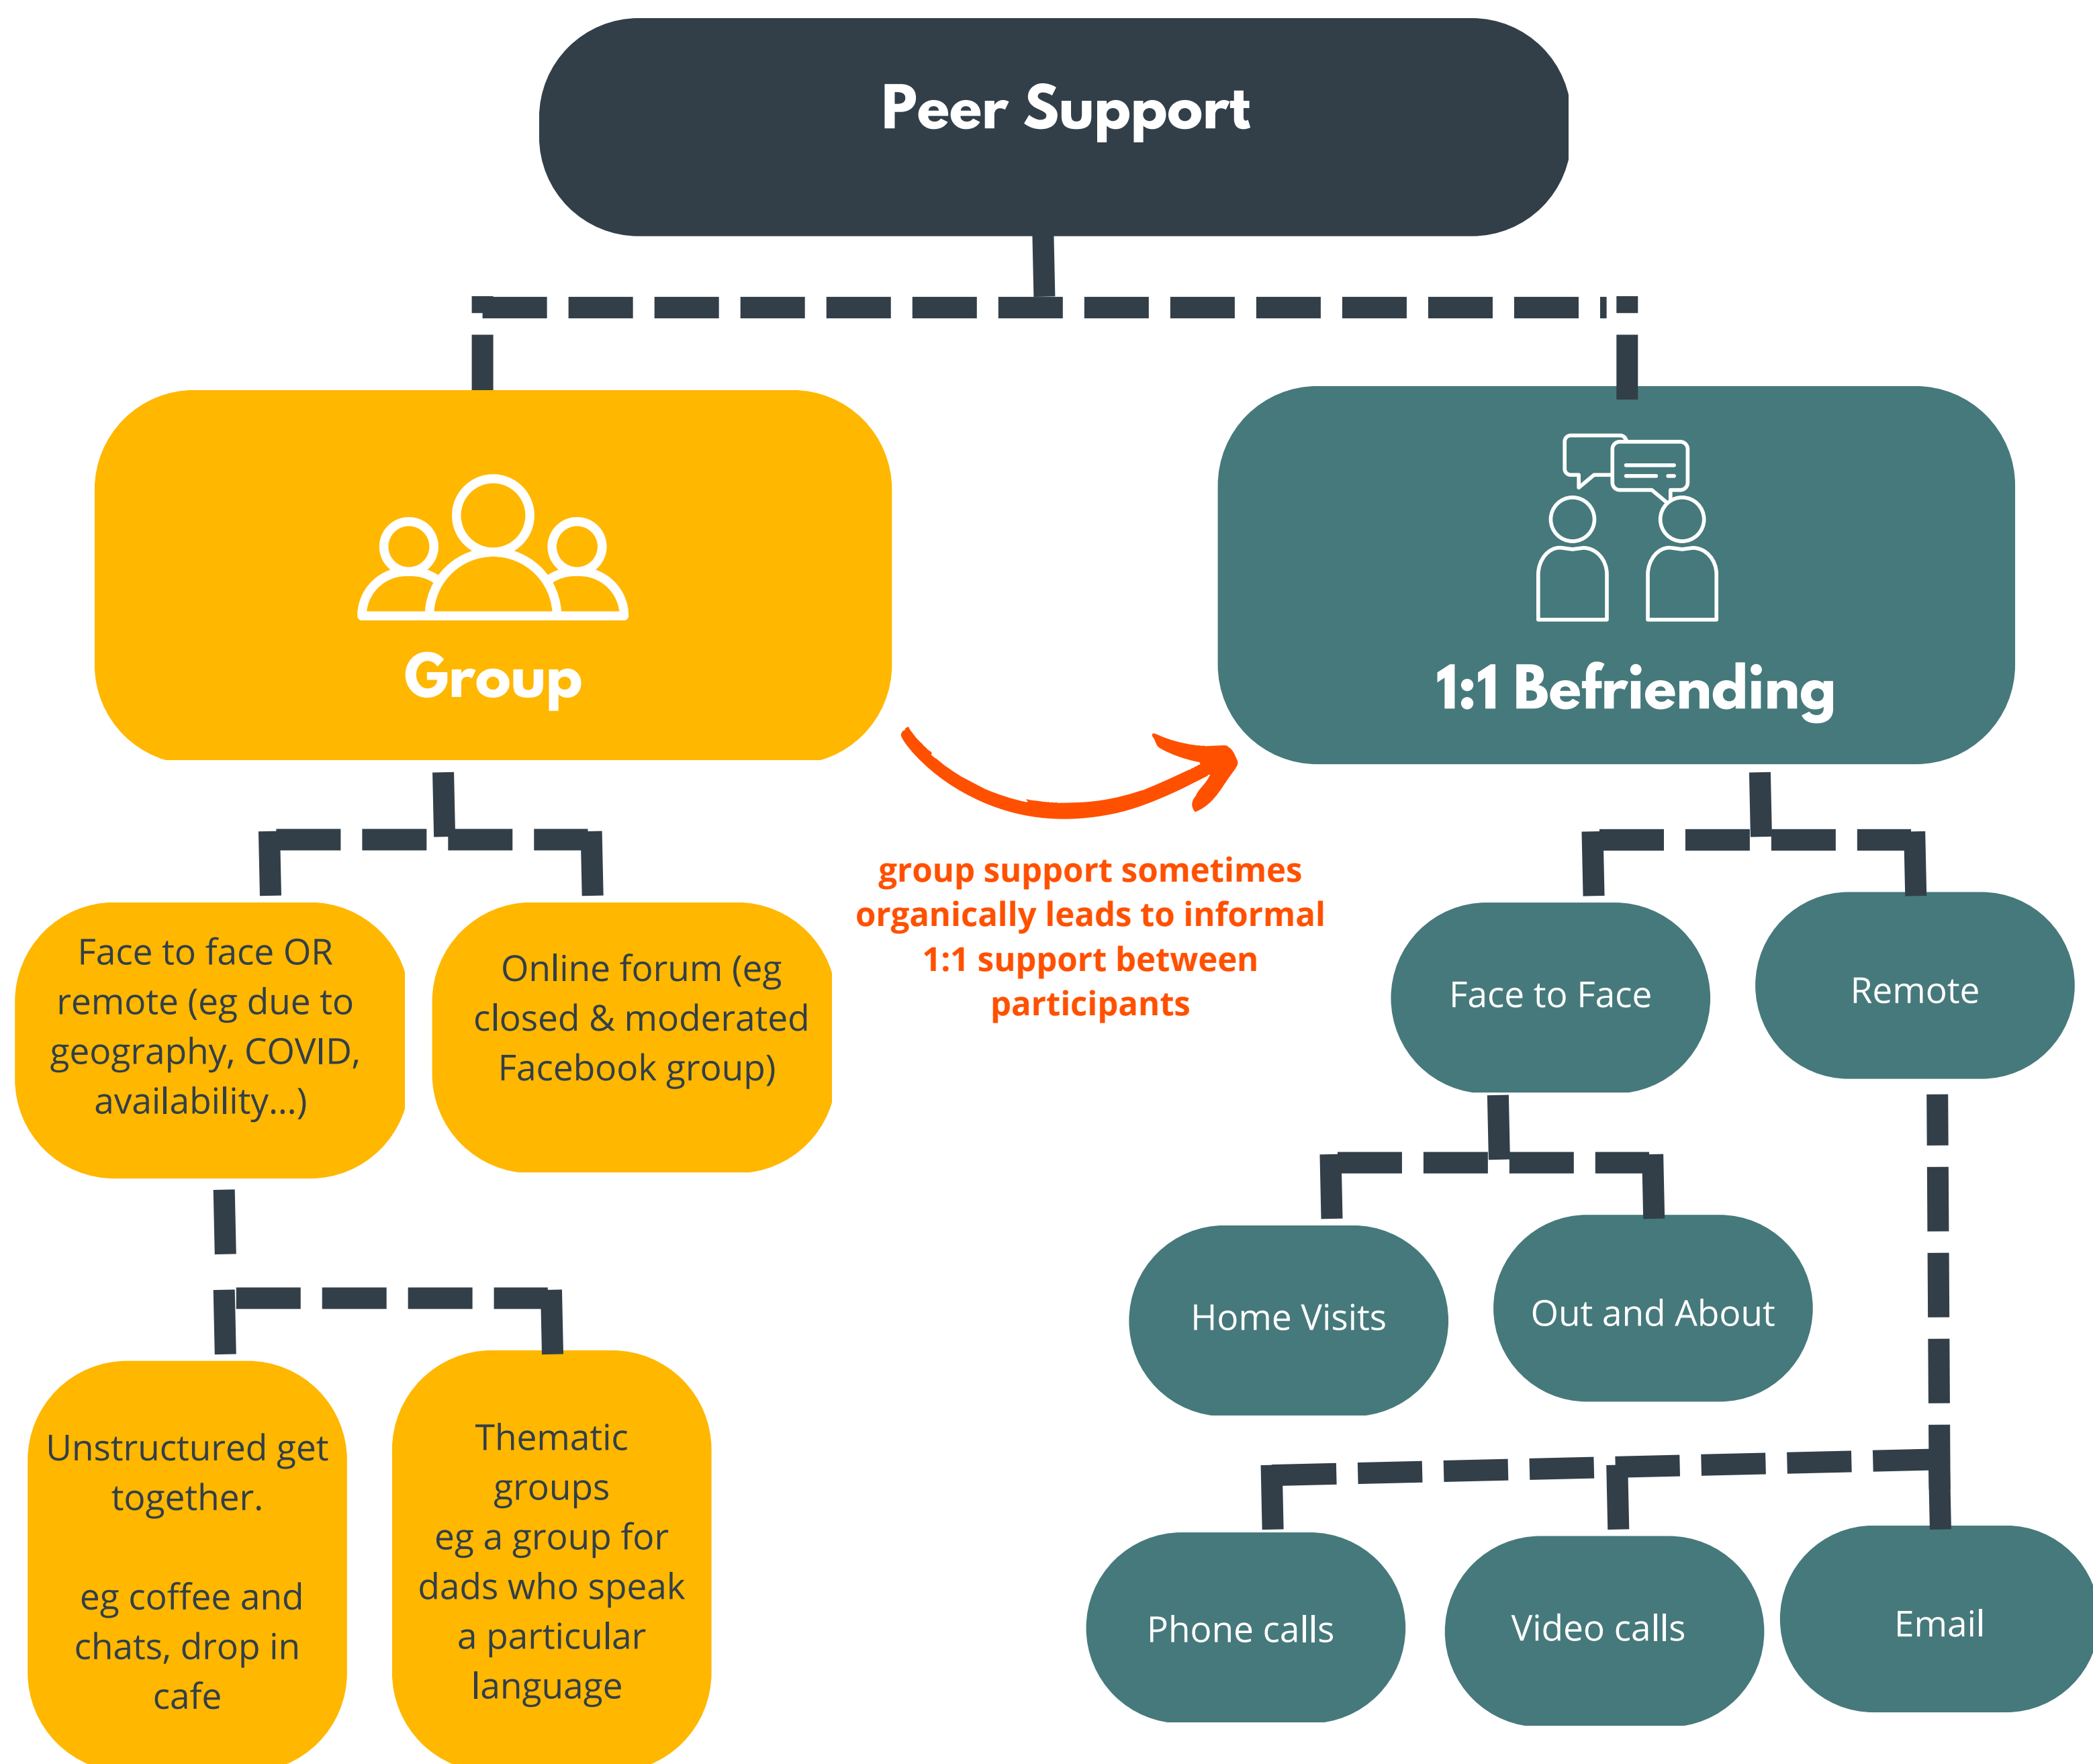 Peer Support
Group
1:1 Befriending
group support sometimes
organically leads to informal
1:1 support between
participants
Face to face OR
remote (eg due to
geography, COVID,
availability...)
Online forum (eg
closed & moderated
Facebook group)
Face to Face
Remote
Home Visits
Out and About
Unstructured get
together.
eg coffee and
chats, drop in
cafe
Thematic
groups
eg a group for
dads who speak
a particular
language
Phone calls
Video calls
Email